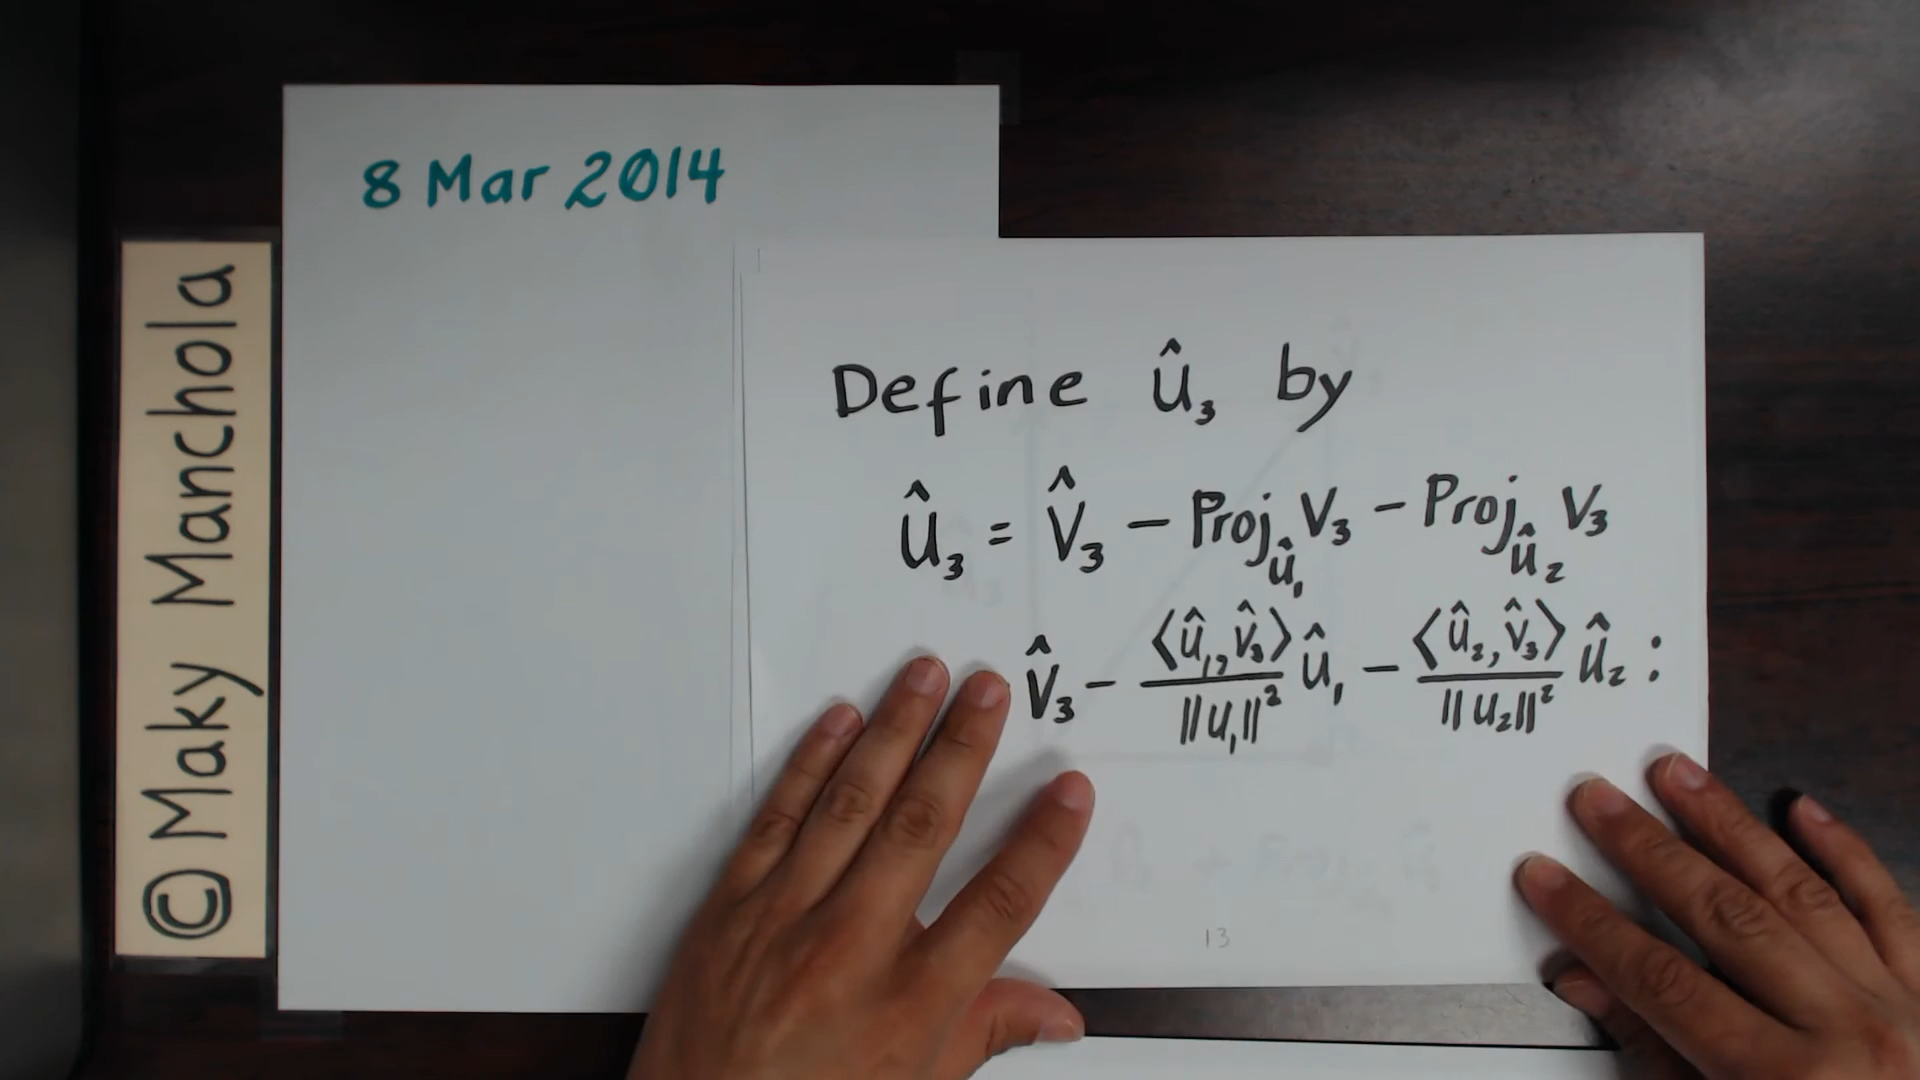 © Maky Manchola
8 Mar 2014
Define û₃ by
û₃ = v̂₃ − Proj_û₁ v₃ − Proj_û₂ v₃
v̂₃ − ⟨û₁, v̂₃⟩/‖u₁‖² û₁ − ⟨û₂, v̂₃⟩/‖u₂‖² û₂ :
13